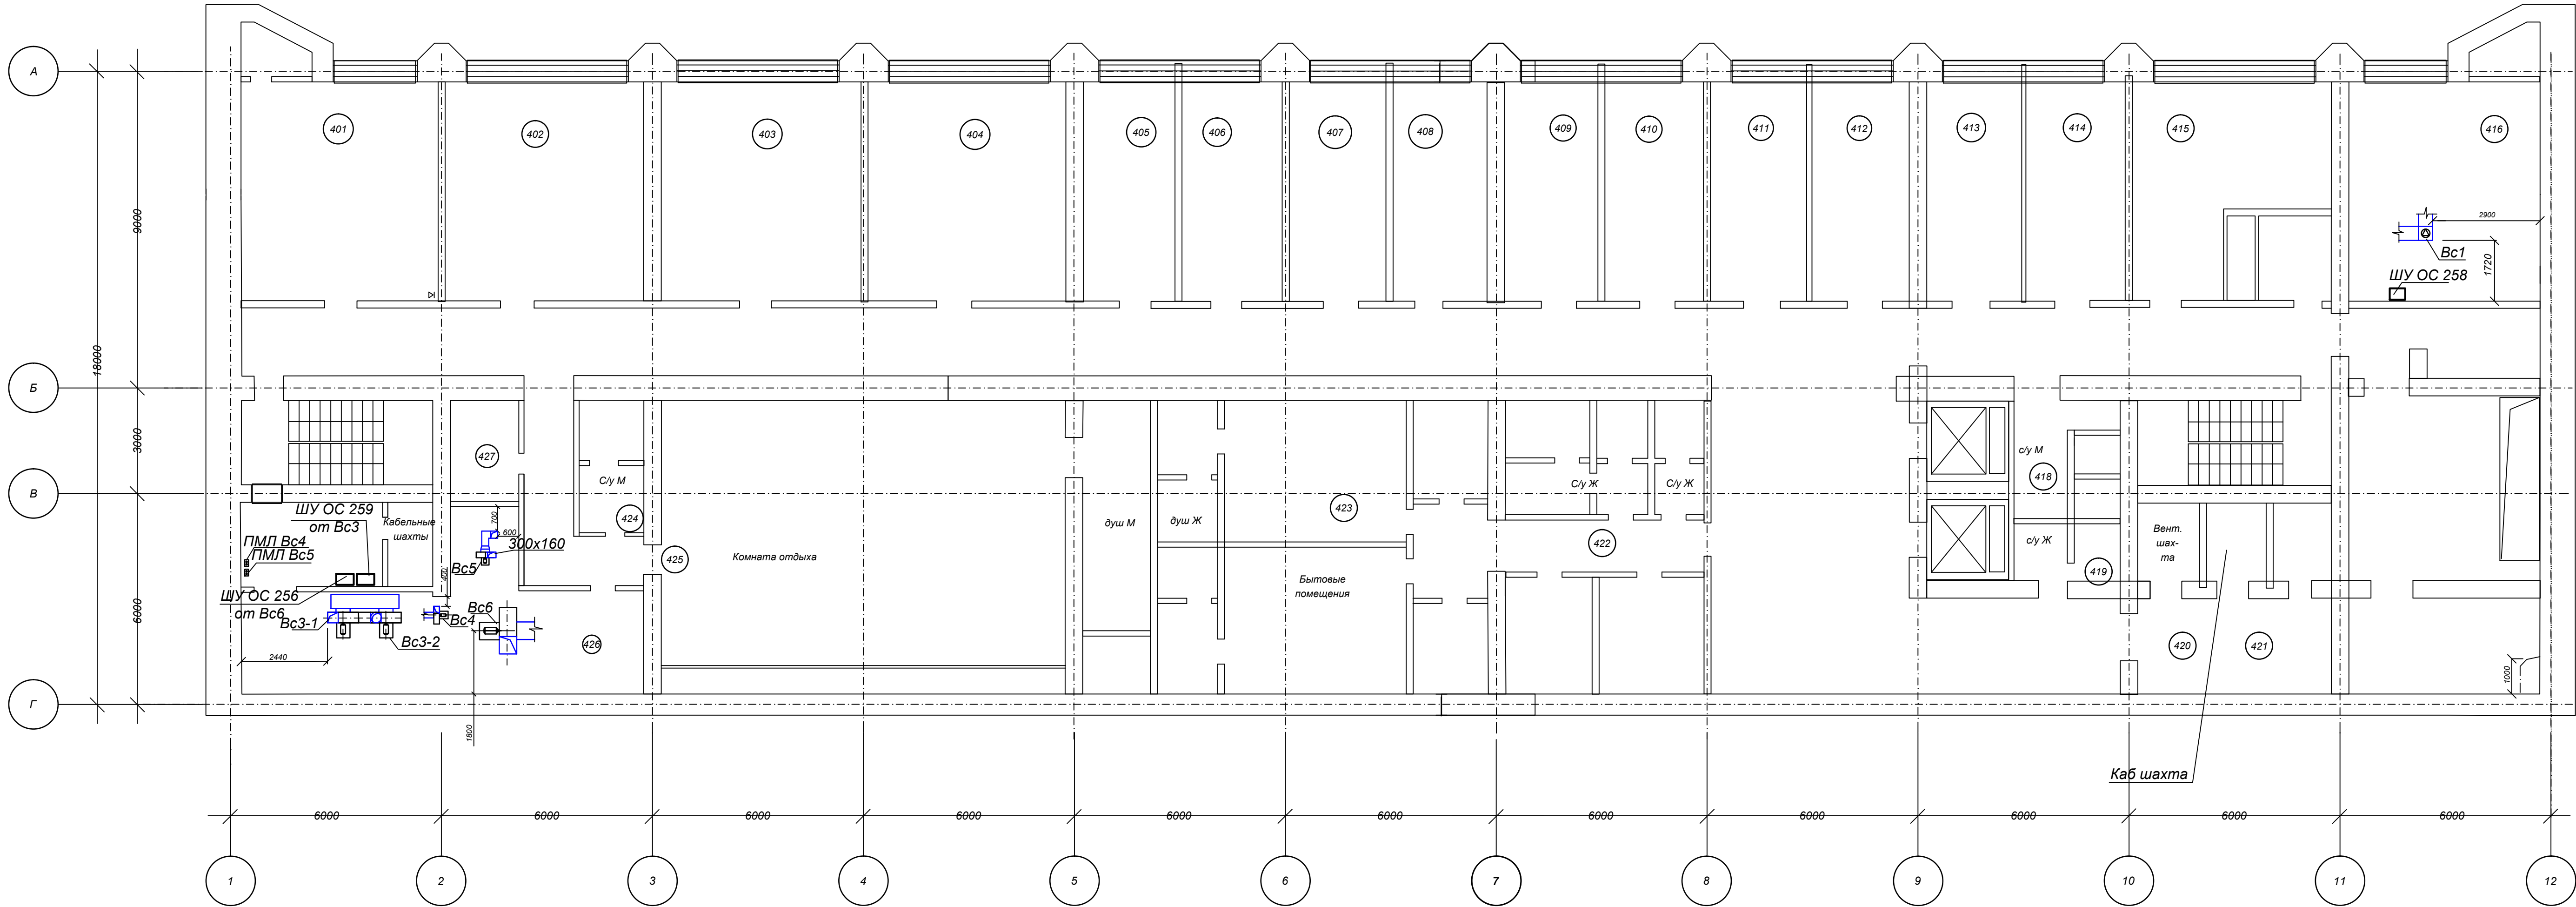 А
401
402
403
404
405
406
407
408
409
410
411
412
413
414
415
416
9000
18000
2900
Вс1
1720
ШУ ОС 258
Б
3000
427
С/у М
424
С/у Ж
С/у Ж
с/у М
418
В
ШУ ОС 259
от Вс3
Кабельные
шахты
700
600
300х160
душ М
душ Ж
423
422
Вент.
шах-
та
с/у Ж
419
ПМЛ Вс4
ПМЛ Вс5
Вс5
425
Комната отдыха
400
Бытовые
помещения
ШУ ОС 256
от Вс6
6000
Вс3-1
Вс4
Вс6
Вс3-2
426
420
421
2440
1000
Г
1800
Каб шахта
6000
6000
6000
6000
6000
6000
6000
6000
6000
6000
6000
1
2
3
4
5
6
7
8
9
10
11
12